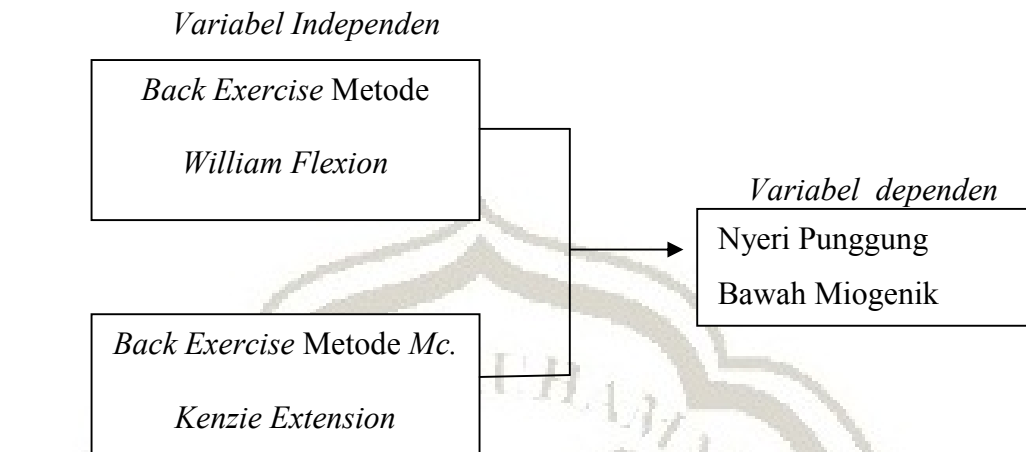 Variabel Independen
Back Exercise Metode
William Flexion
Variabel dependen
Nyeri Punggung
Bawah Miogenik
Back Exercise Metode Mc.
Kenzie Extension